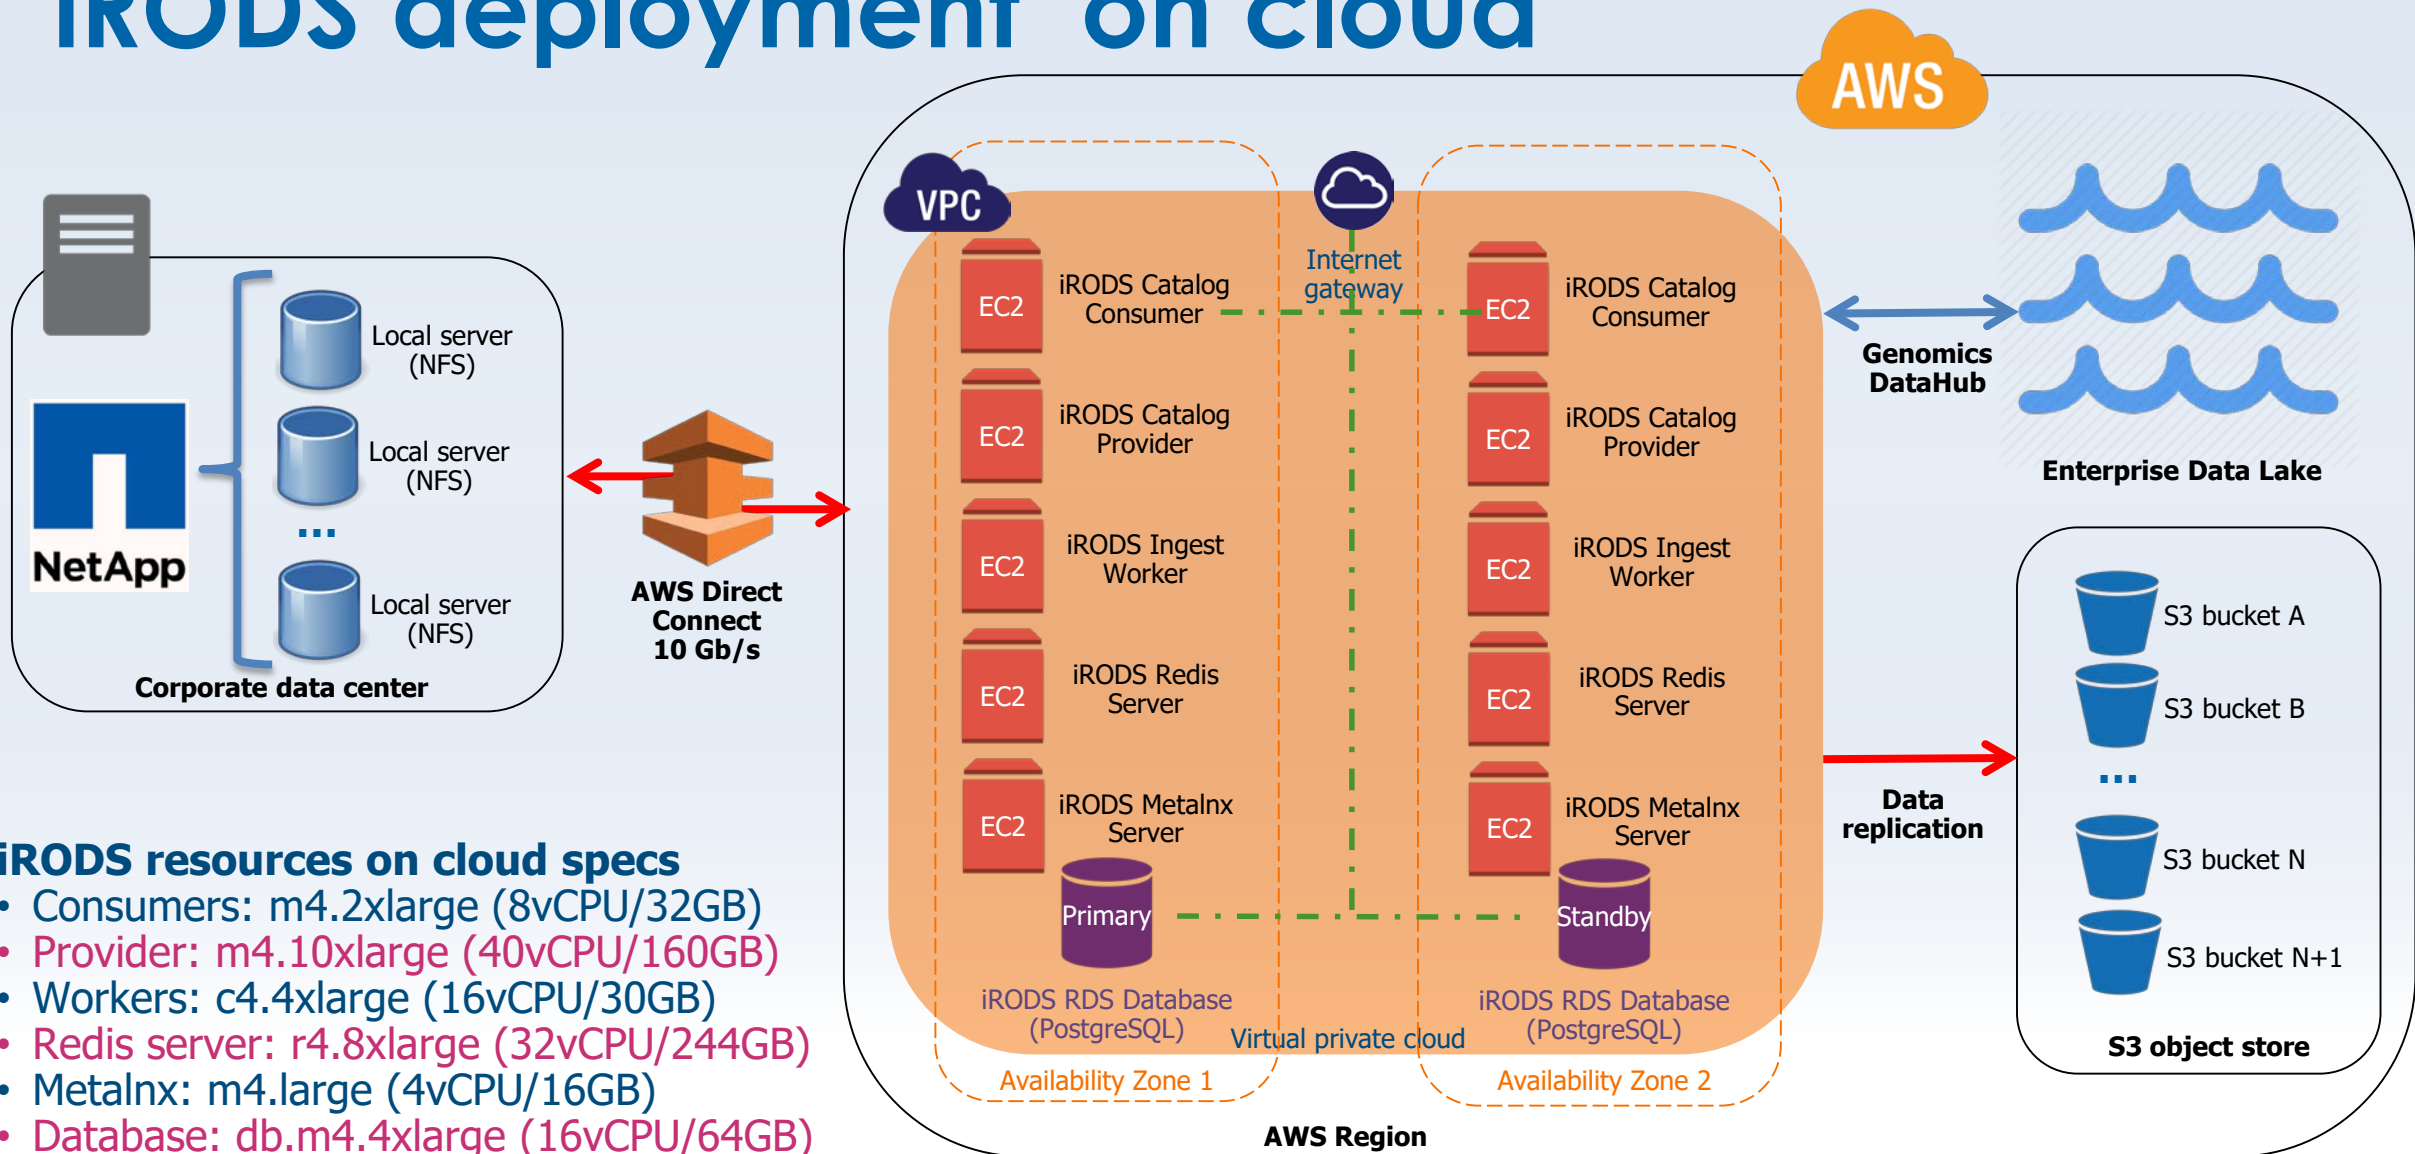 iRODS deployment on cloud
AWS
VPC
Internet
gateway
EC2
iRODS Catalog
Consumer
EC2
iRODS Catalog
Provider
EC2
iRODS Ingest
Worker
EC2
iRODS Redis
Server
EC2
iRODS Metalnx
Server
Primary
iRODS RDS Database
(PostgreSQL)
Availability Zone 1
EC2
iRODS Catalog
Consumer
EC2
iRODS Catalog
Provider
EC2
iRODS Ingest
Worker
EC2
iRODS Redis
Server
EC2
iRODS Metalnx
Server
Standby
iRODS RDS Database
(PostgreSQL)
Availability Zone 2
Virtual private cloud
AWS Region
Local server
(NFS)
Local server
(NFS)
...
Local server
(NFS)
NetApp
Corporate data center
AWS Direct
Connect
10 Gb/s
Genomics
DataHub
Enterprise Data Lake
Data
replication
S3 bucket A
S3 bucket B
...
S3 bucket N
S3 bucket N+1
S3 object store
iRODS resources on cloud specs
• Consumers: m4.2xlarge (8vCPU/32GB)
• Provider: m4.10xlarge (40vCPU/160GB)
• Workers: c4.4xlarge (16vCPU/30GB)
• Redis server: r4.8xlarge (32vCPU/244GB)
• Metalnx: m4.large (4vCPU/16GB)
• Database: db.m4.4xlarge (16vCPU/64GB)